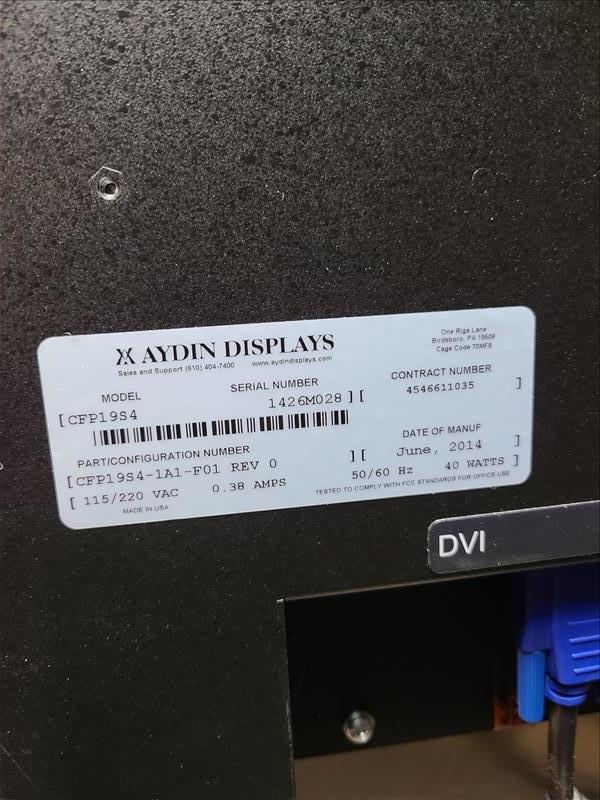 AYDIN DISPLAYS
Sales and Support (610) 404-7400 www.aydindisplays.com
One Riga Lane
Birdsboro, PA 19508
Cage Code 70MF8
MODEL SERIAL NUMBER CONTRACT NUMBER
[CFP19S4 1426M028 ] [ 4546611035 ]
PART/CONFIGURATION NUMBER DATE OF MANUF
[CFP19S4-1A1-F01 REV 0 ] [ June, 2014 ]
[ 115/220 VAC 0.38 AMPS 50/60 Hz 40 WATTS ]
MADE IN USA TESTED TO COMPLY WITH FCC STANDARDS FOR OFFICE USE
DVI